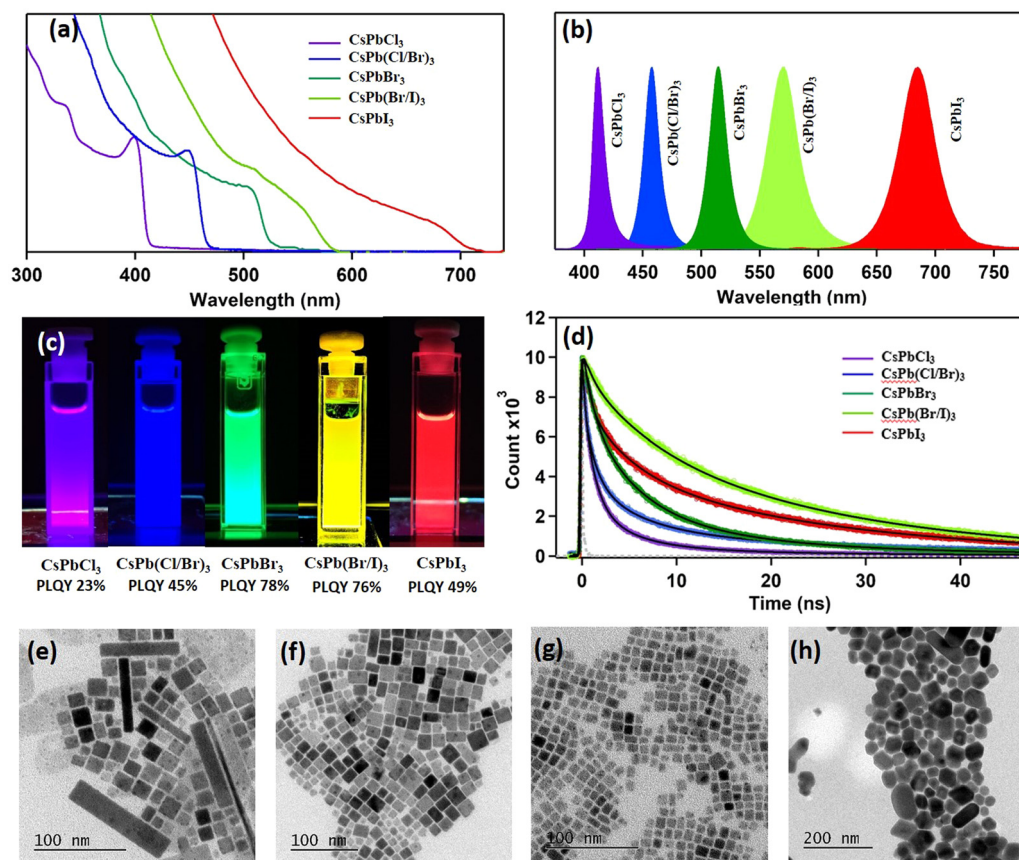 (a)
CsPbCl₃
CsPb(Cl/Br)₃
CsPbBr₃
CsPb(Br/I)₃
CsPbI₃
300 400 500 600 700
Wavelength (nm)
(b)
CsPbCl₃
CsPb(Cl/Br)₃
CsPbBr₃
CsPb(Br/I)₃
CsPbI₃
400 450 500 550 600 650 700 750
Wavelength (nm)
(c)
CsPbCl₃ CsPb(Cl/Br)₃ CsPbBr₃ CsPb(Br/I)₃ CsPbI₃
PLQY 23% PLQY 45% PLQY 78% PLQY 76% PLQY 49%
(d)
12
10
8
6
4
2
0
Count x10³
CsPbCl₃
CsPb(Cl/Br)₃
CsPbBr₃
CsPb(Br/I)₃
CsPbI₃
0 10 20 30 40
Time (ns)
(e)
100 nm
(f)
100 nm
(g)
100 nm
(h)
200 nm